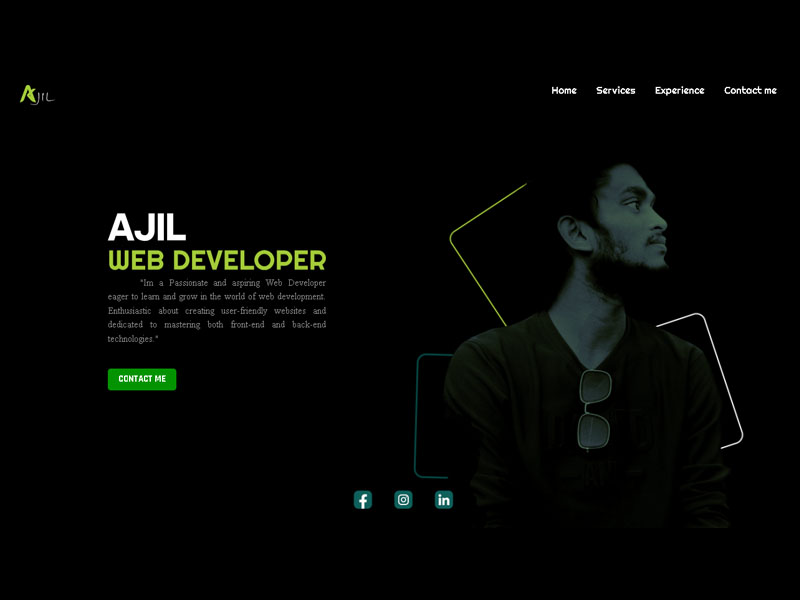 AJIL
Home Services Experience Contact me
AJIL
WEB DEVELOPER
"Im a Passionate and aspiring Web Developer
eager to learn and grow in the world of web development.
Enthusiastic about creating user-friendly websites and
dedicated to mastering both front-end and back-end
technologies."
CONTACT ME